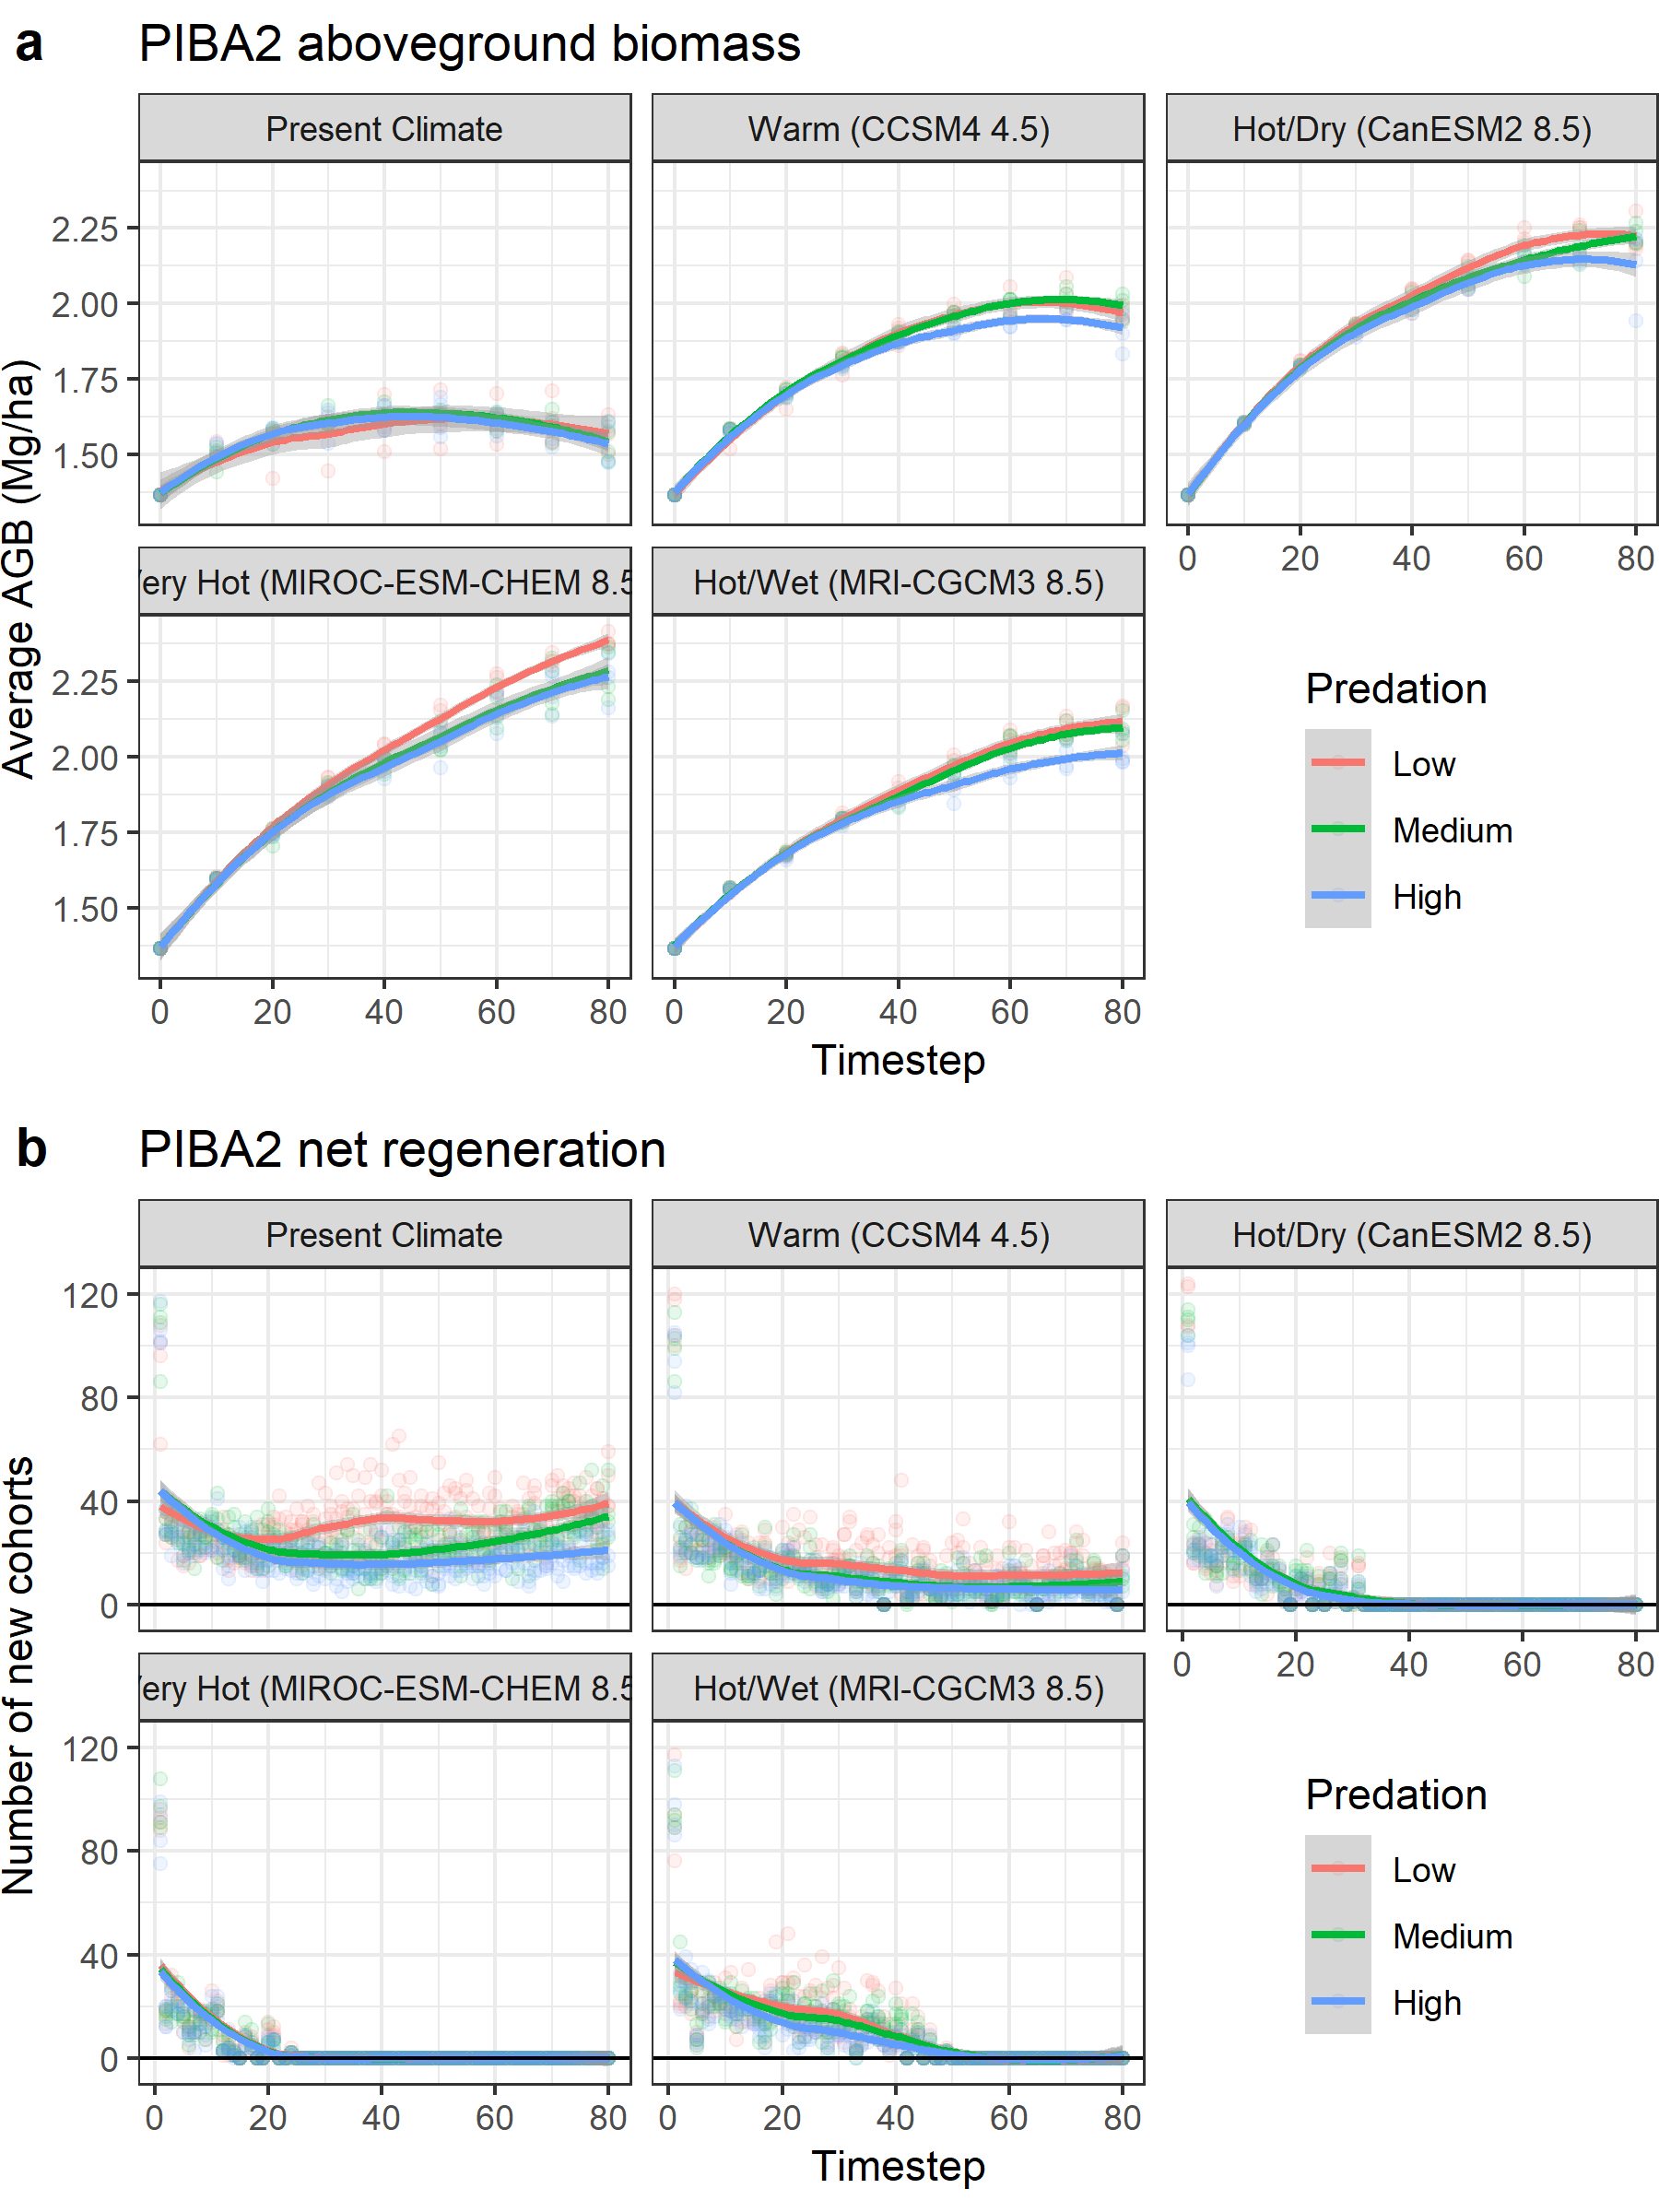 a PIBA2 aboveground biomass
Present Climate
Warm (CCSM4 4.5)
Hot/Dry (CanESM2 8.5)
Average AGB (Mg/ha)
2.25
2.00
1.75
1.50
0 20 40 60 80
ery Hot (MIROC-ESM-CHEM 8.5
Hot/Wet (MRI-CGCM3 8.5)
2.25
2.00
1.75
1.50
0 20 40 60 80
0 20 40 60 80
Timestep
Predation
Low
Medium
High
b PIBA2 net regeneration
Present Climate
Warm (CCSM4 4.5)
Hot/Dry (CanESM2 8.5)
Number of new cohorts
120
80
40
0
0 20 40 60 80
ery Hot (MIROC-ESM-CHEM 8.5
Hot/Wet (MRI-CGCM3 8.5)
120
80
40
0
0 20 40 60 80
0 20 40 60 80
Timestep
Predation
Low
Medium
High